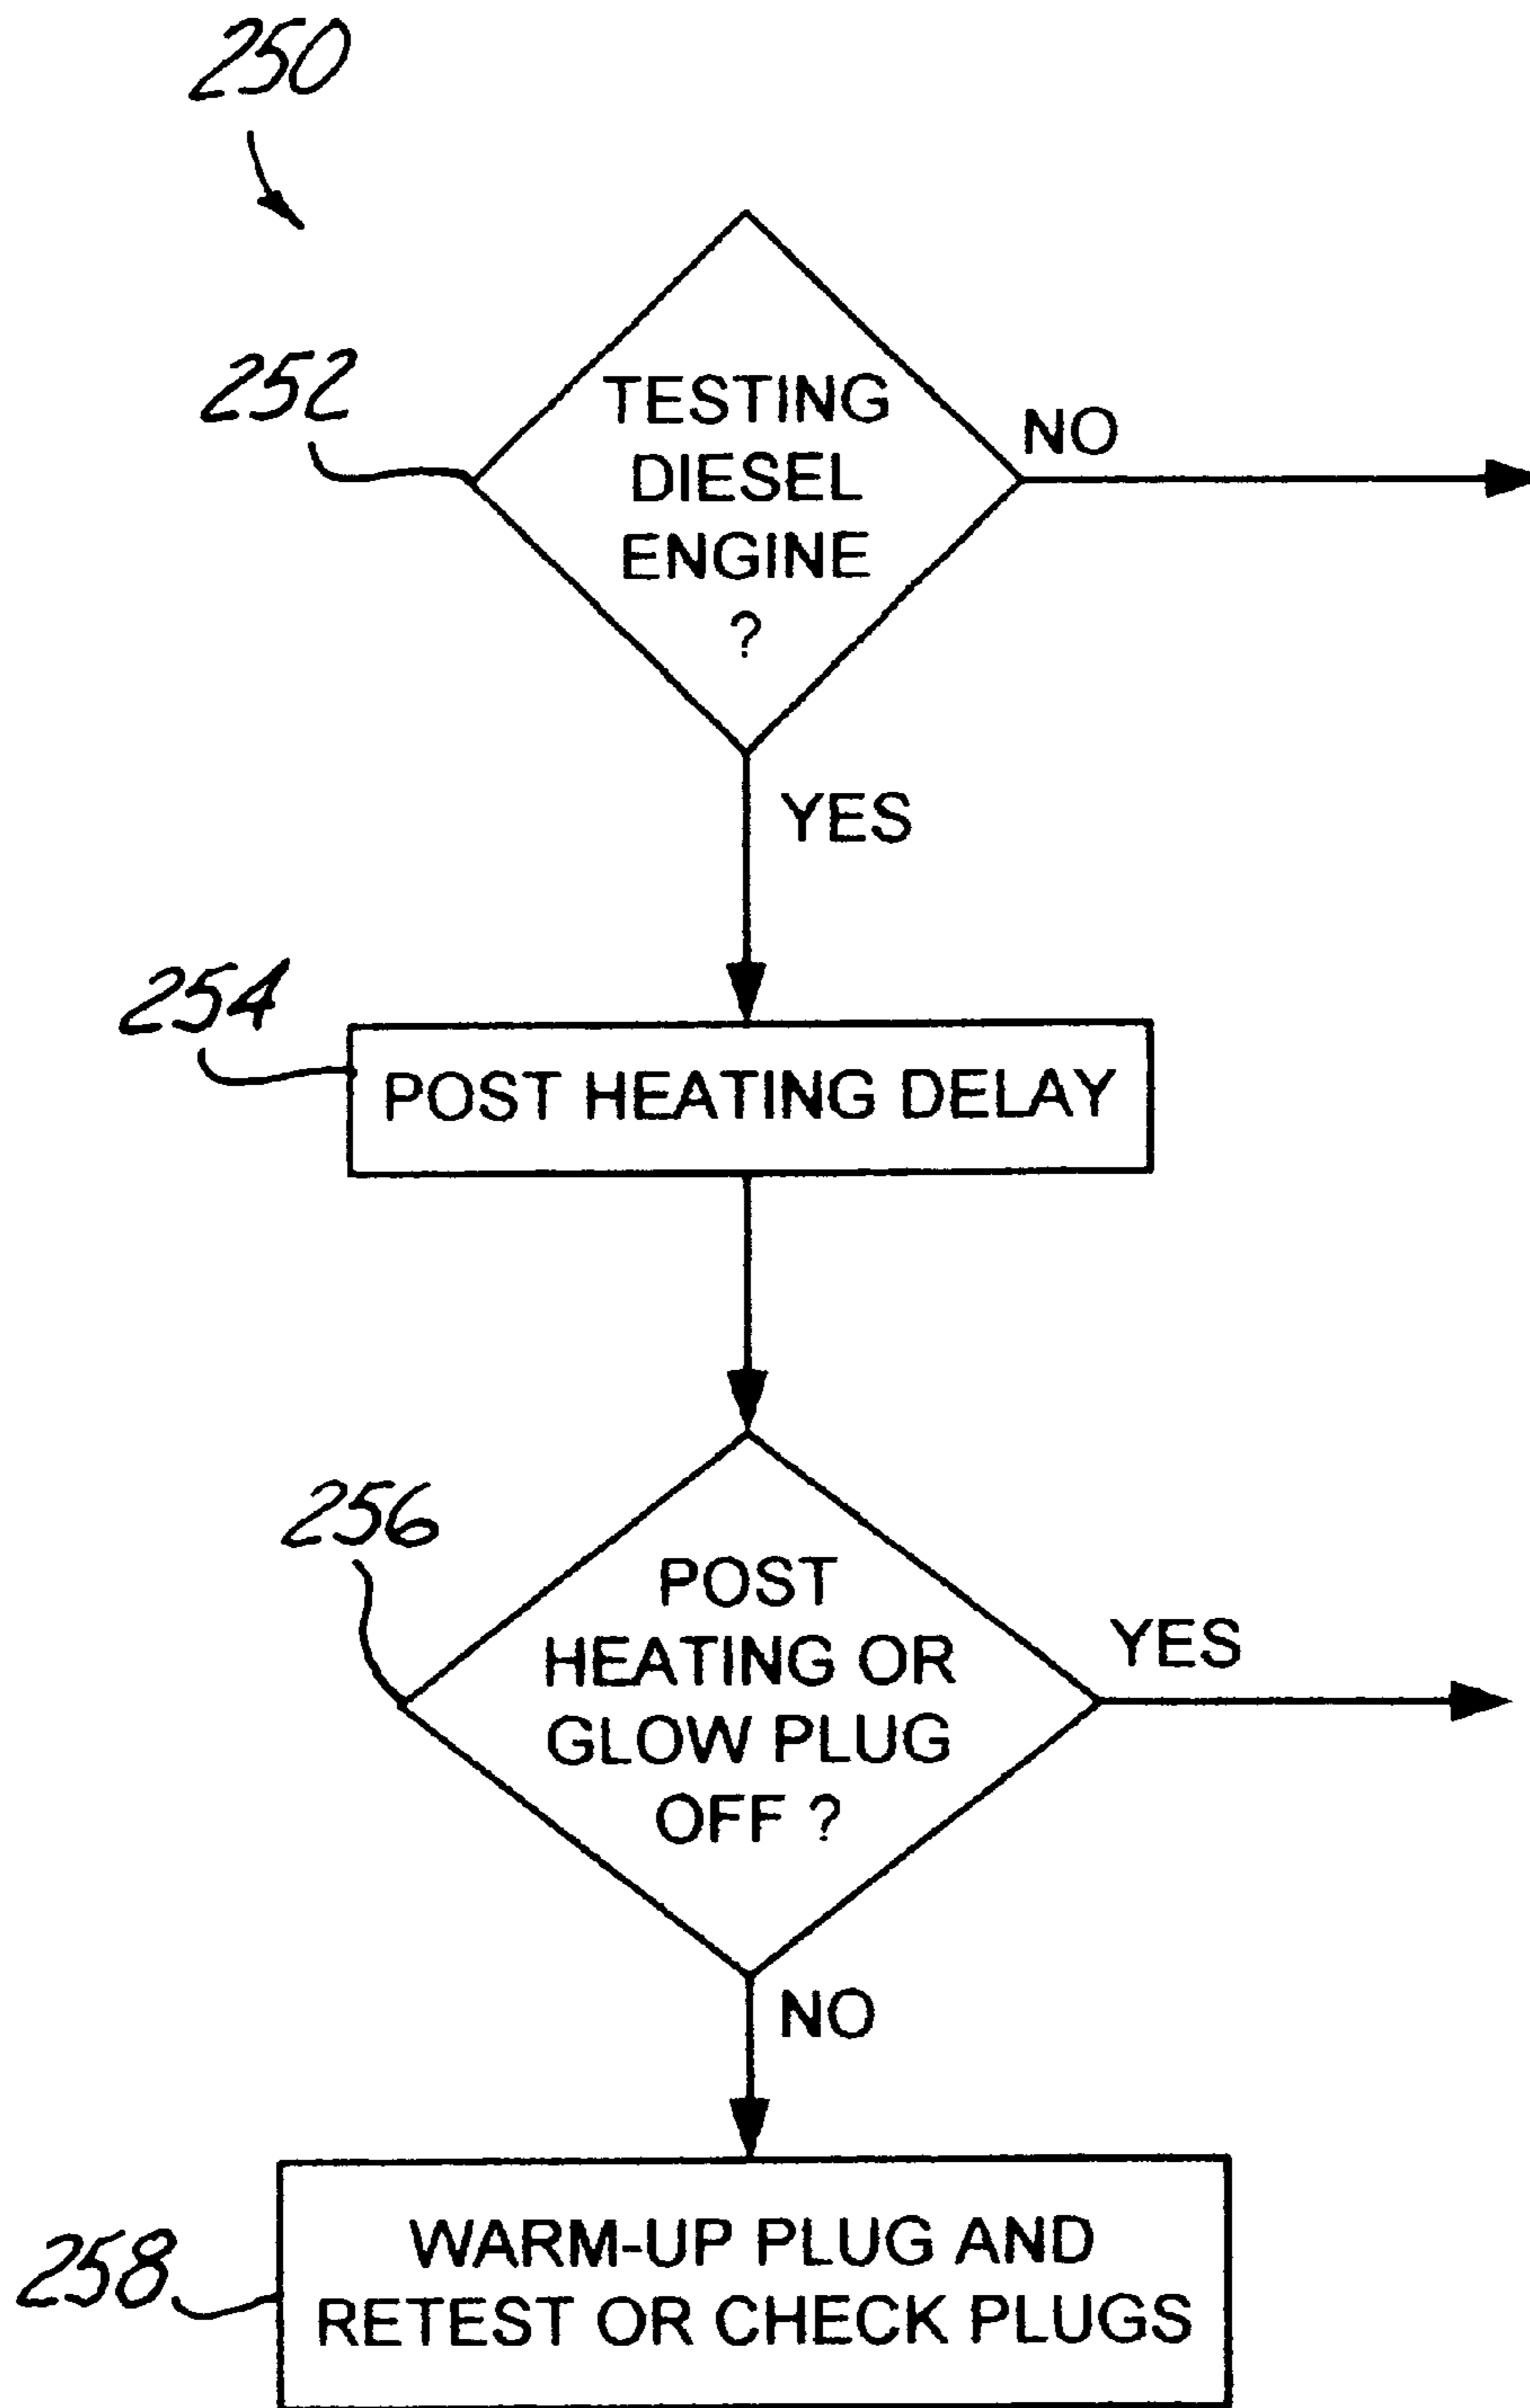 250
252
TESTING
DIESEL
ENGINE
?
NO
YES
254
POST HEATING DELAY
256
POST
HEATING OR
GLOW PLUG
OFF ?
YES
NO
258
WARM-UP PLUG AND
RETEST OR CHECK PLUGS